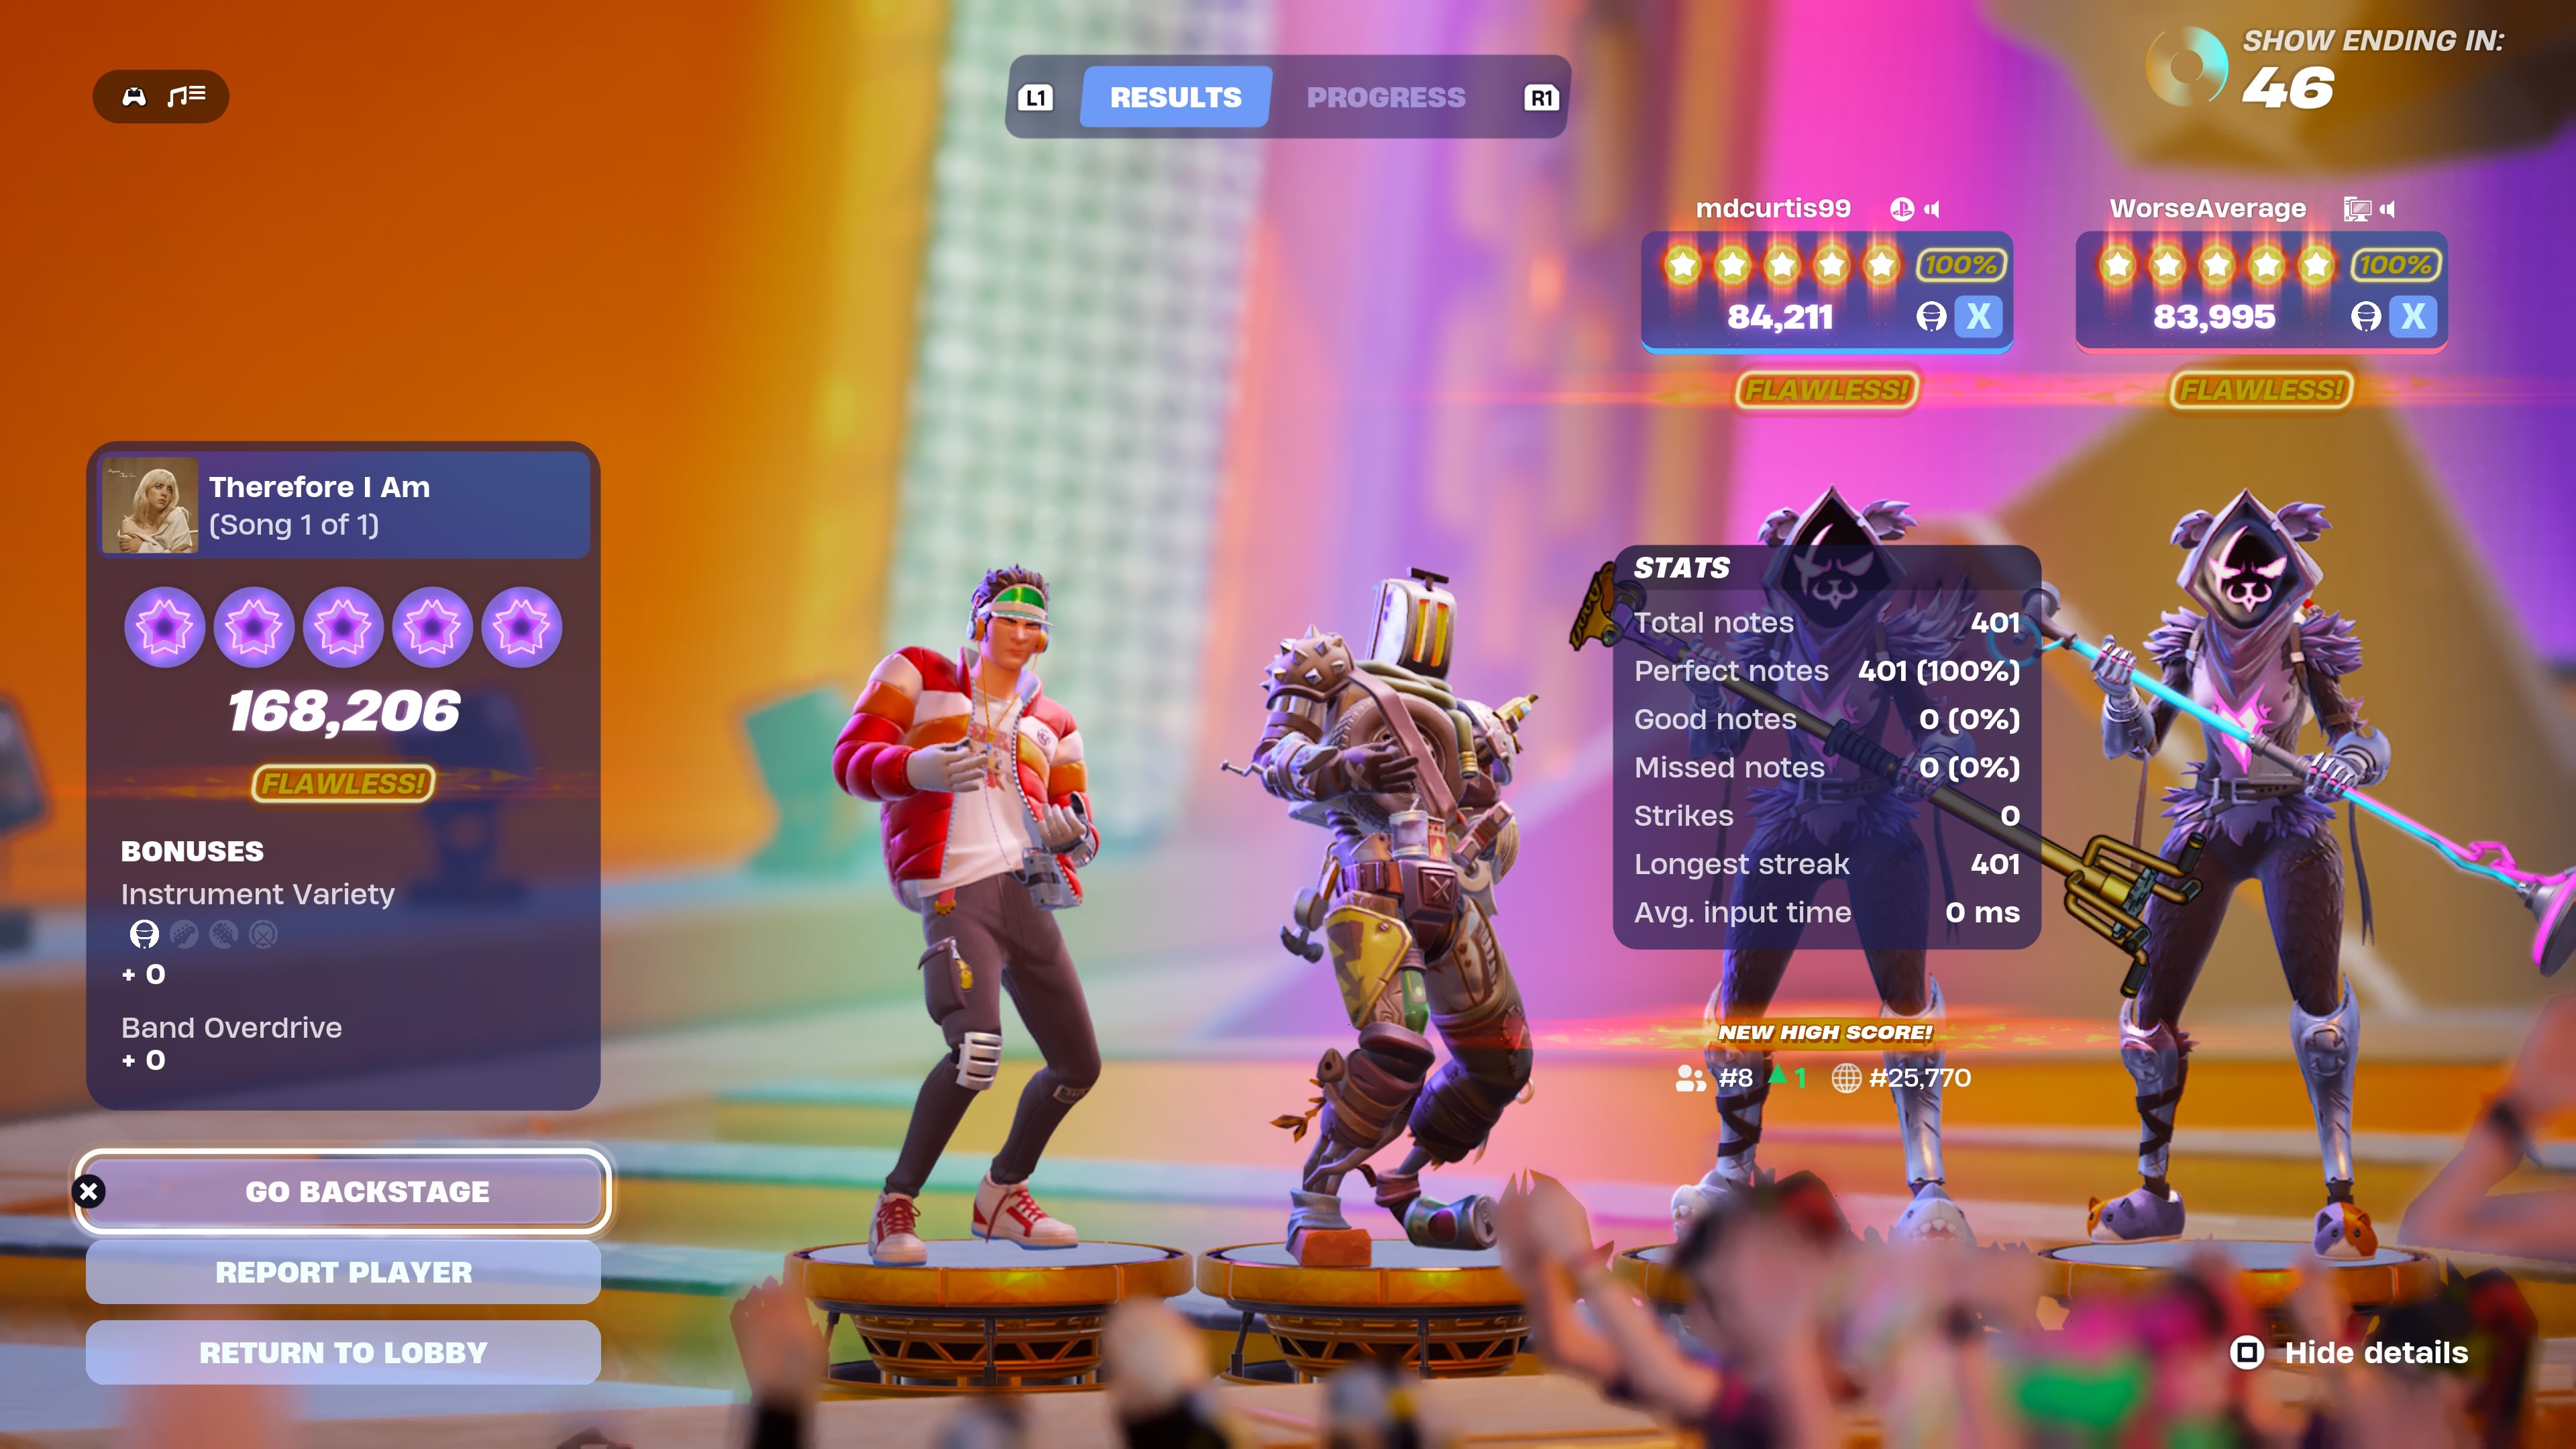 L1
RESULTS
PROGRESS
R1
SHOW ENDING IN:
46
mdcurtis99
100%
84,211
X
FLAWLESS!
WorseAverage
100%
83,995
X
FLAWLESS!
Therefore I Am
(Song 1 of 1)
168,206
FLAWLESS!
BONUSES
Instrument Variety
+ 0
Band Overdrive
+ 0
STATS
Total notes 401
Perfect notes 401 (100%)
Good notes 0 (0%)
Missed notes 0 (0%)
Strikes 0
Longest streak 401
Avg. input time 0 ms
NEW HIGH SCORE!
#8 1 #25,770
GO BACKSTAGE
REPORT PLAYER
RETURN TO LOBBY
Hide details